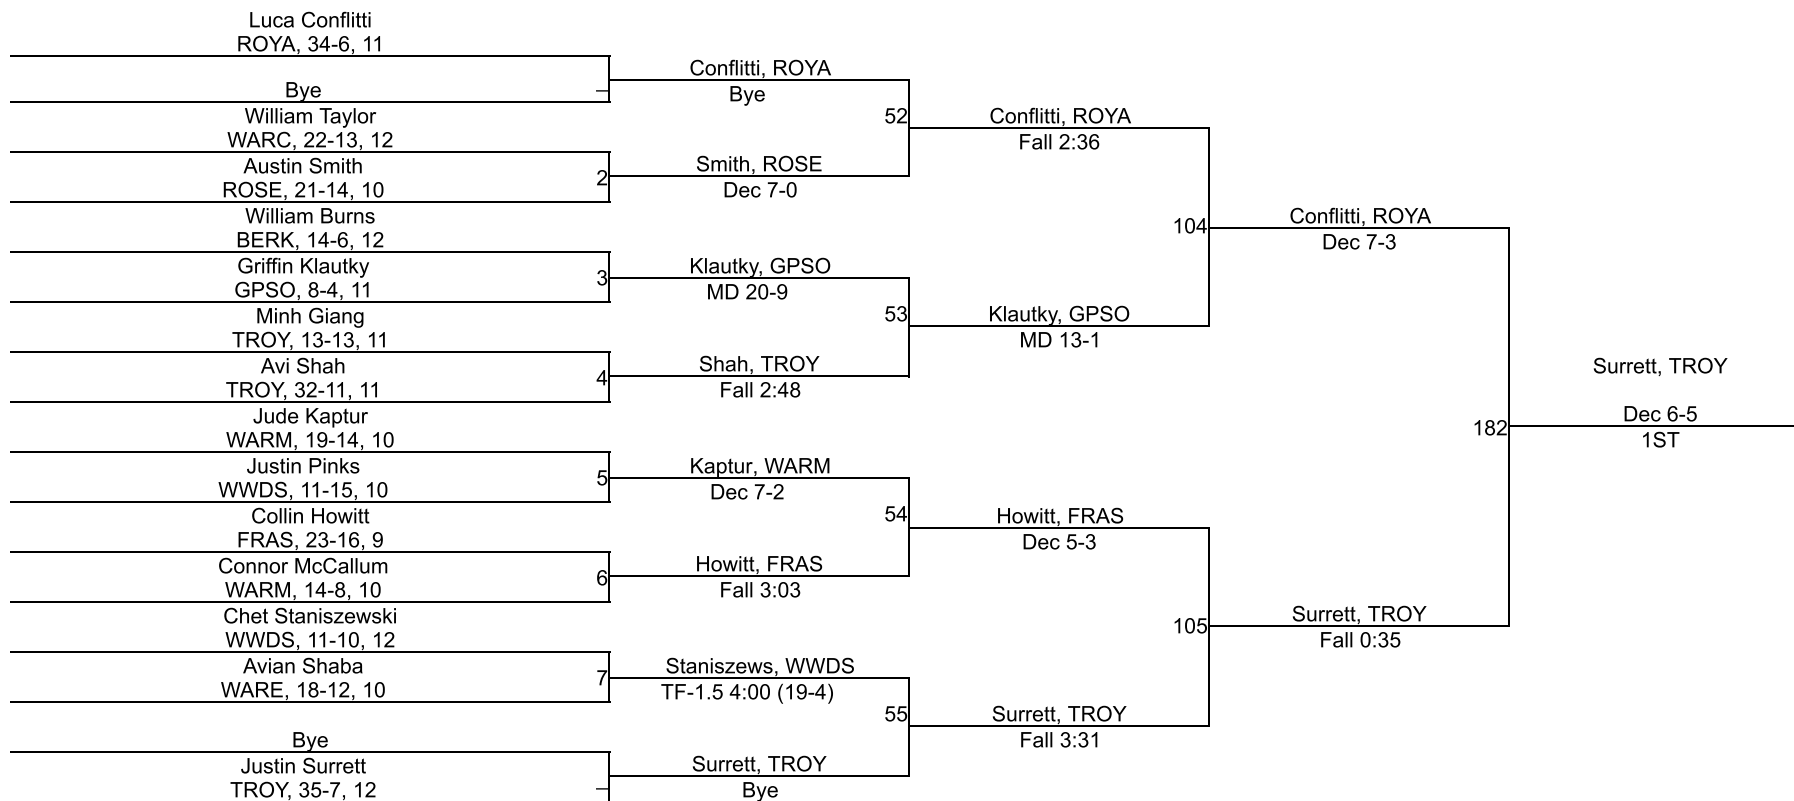 Luca Conflitti
ROYA, 34-6, 11
Bye
William Taylor
WARC, 22-13, 12
Austin Smith
ROSE, 21-14, 10
2
William Burns
BERK, 14-6, 12
Griffin Klautky
GPSO, 8-4, 11
3
Minh Giang
TROY, 13-13, 11
Avi Shah
TROY, 32-11, 11
4
Jude Kaptur
WARM, 19-14, 10
Justin Pinks
WWDS, 11-15, 10
5
Collin Howitt
FRAS, 23-16, 9
Connor McCallum
WARM, 14-8, 10
6
Chet Staniszewski
WWDS, 11-10, 12
Avian Shaba
WARE, 18-12, 10
7
Bye
Justin Surrett
TROY, 35-7, 12
Conflitti, ROYA
Bye
52
Smith, ROSE
Dec 7-0
Klautky, GPSO
MD 20-9
53
Shah, TROY
Fall 2:48
Kaptur, WARM
Dec 7-2
54
Howitt, FRAS
Fall 3:03
Staniszews, WWDS
TF-1.5 4:00 (19-4)
55
Surrett, TROY
Bye
Conflitti, ROYA
Fall 2:36
104
Klautky, GPSO
MD 13-1
Howitt, FRAS
Dec 5-3
105
Surrett, TROY
Fall 3:31
Conflitti, ROYA
Dec 7-3
182
Surrett, TROY
Fall 0:35
Surrett, TROY
Dec 6-5
1ST